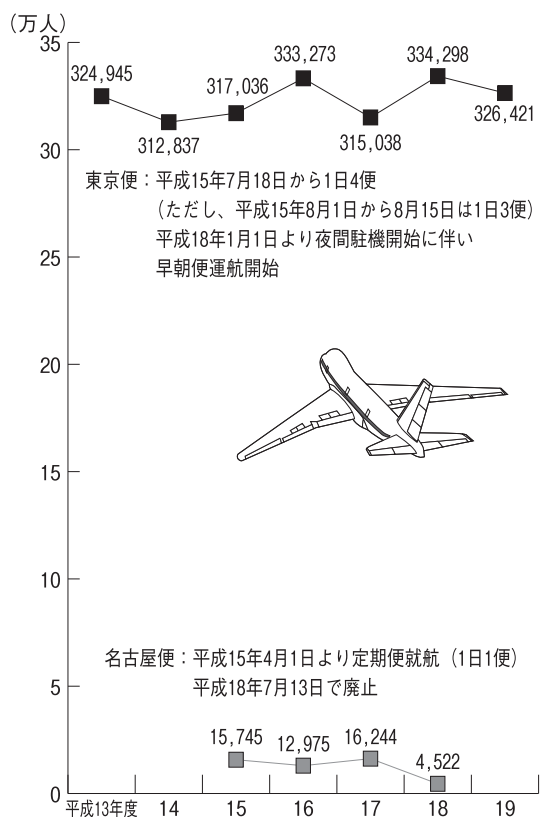 (万人)
35
324,945
312,837
317,036
333,273
315,038
334,298
326,421
30
東京便：平成15年7月18日から1日4便
（ただし、平成15年8月1日から8月15日は1日3便）
平成18年1月1日より夜間駐機開始に伴い
早朝便運航開始
25
20
15
10
名古屋便：平成15年4月1日より定期便就航（1日1便）
平成18年7月13日で廃止
5
15,745
12,975
16,244
4,522
0
平成13年度 14 15 16 17 18 19